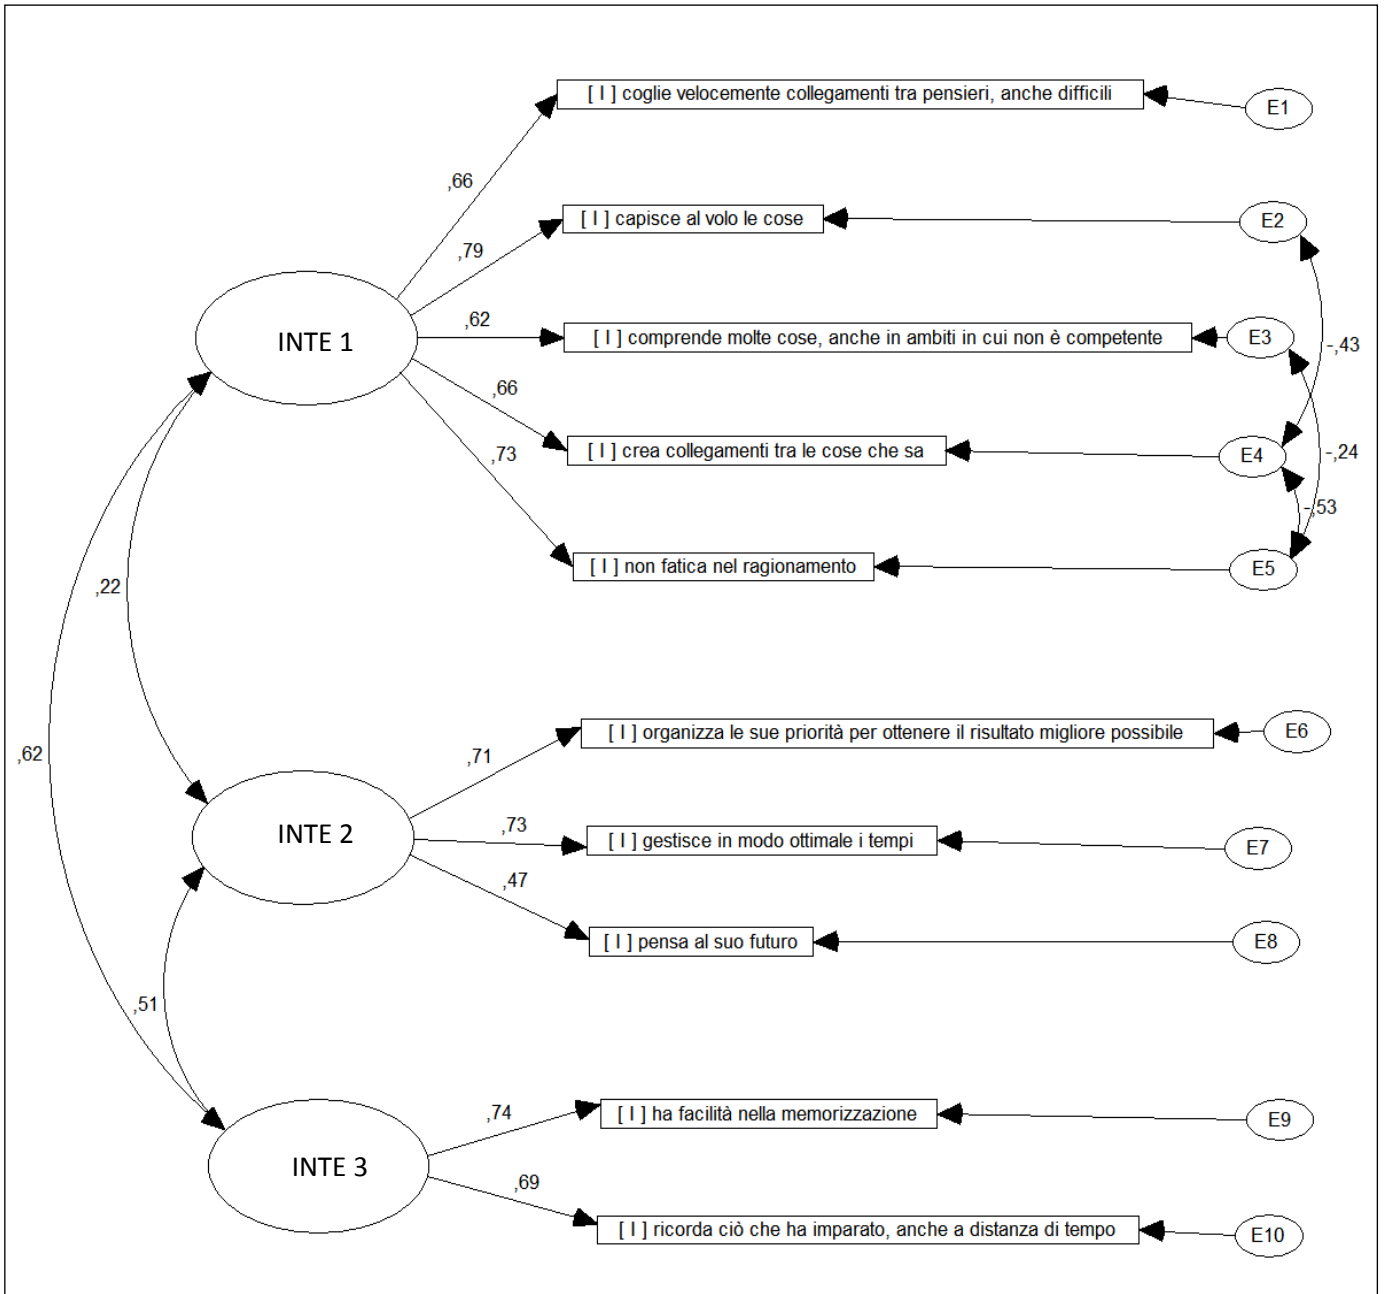 [ I ] coglie velocemente collegamenti tra pensieri, anche difficili
E1
,66
[ I ] capisce al volo le cose
E2
,79
INTE 1
,62
[ I ] comprende molte cose, anche in ambiti in cui non è competente
E3
-,43
,66
[ I ] crea collegamenti tra le cose che sa
E4
-,24
,73
-,53
[ I ] non fatica nel ragionamento
E5
,22
,62
,71
[ I ] organizza le sue priorità per ottenere il risultato migliore possibile
E6
INTE 2
,73
[ I ] gestisce in modo ottimale i tempi
E7
,47
[ I ] pensa al suo futuro
E8
,51
,74
[ I ] ha facilità nella memorizzazione
E9
INTE 3
,69
[ I ] ricorda ciò che ha imparato, anche a distanza di tempo
E10